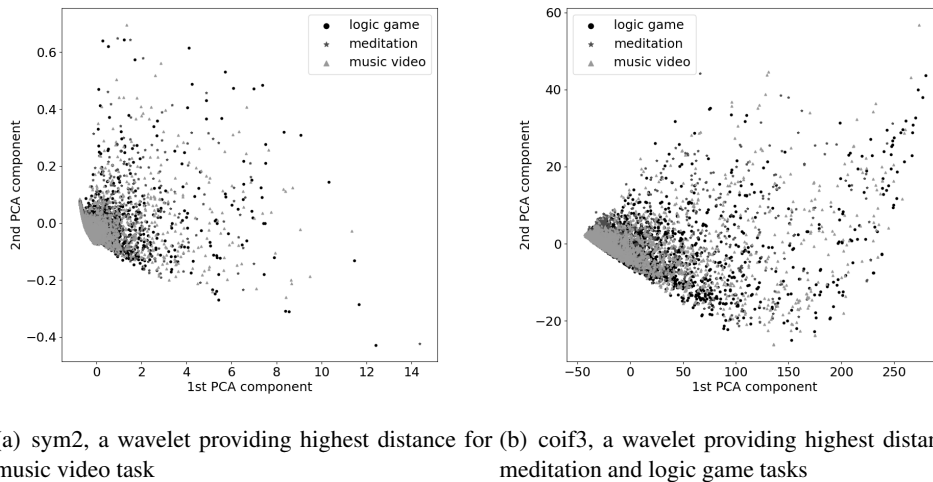 0.6
0.4
0.2
0.0
−0.2
−0.4
2nd PCA component
0 2 4 6 8 10 12 14
1st PCA component
logic game
meditation
music video
60
40
20
0
−20
2nd PCA component
−50 0 50 100 150 200 250
1st PCA component
logic game
meditation
music video
a) sym2, a wavelet providing highest distance for
music video task
(b) coif3, a wavelet providing highest
meditation and logic game tasks